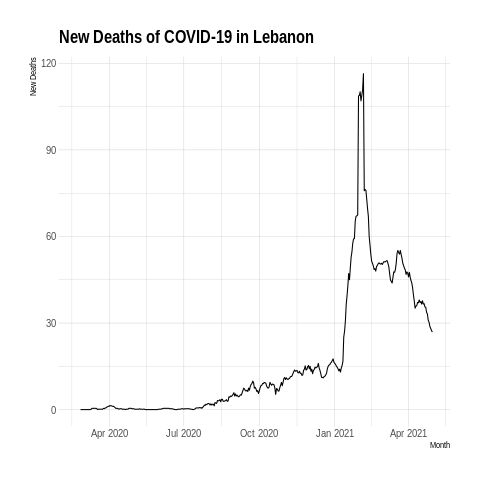 New Deaths of COVID-19 in Lebanon
New Deaths
120
90
60
30
0
Apr 2020 Jul 2020 Oct 2020 Jan 2021 Apr 2021
Month